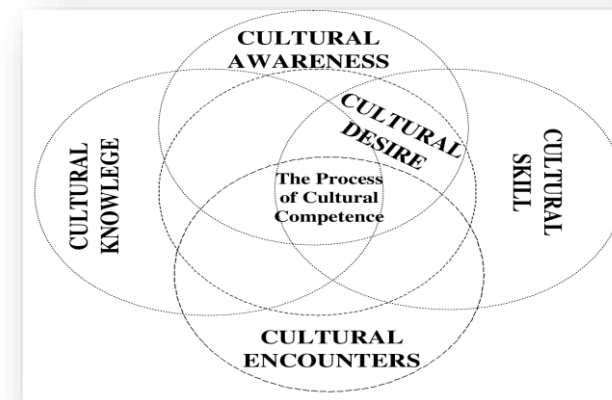 CULTURAL
AWARENESS
CULTURAL
DESIRE
CULTURAL
KNOWLEGE
The Process
of Cultural
Competence
CULTURAL
SKILL
CULTURAL
ENCOUNTERS